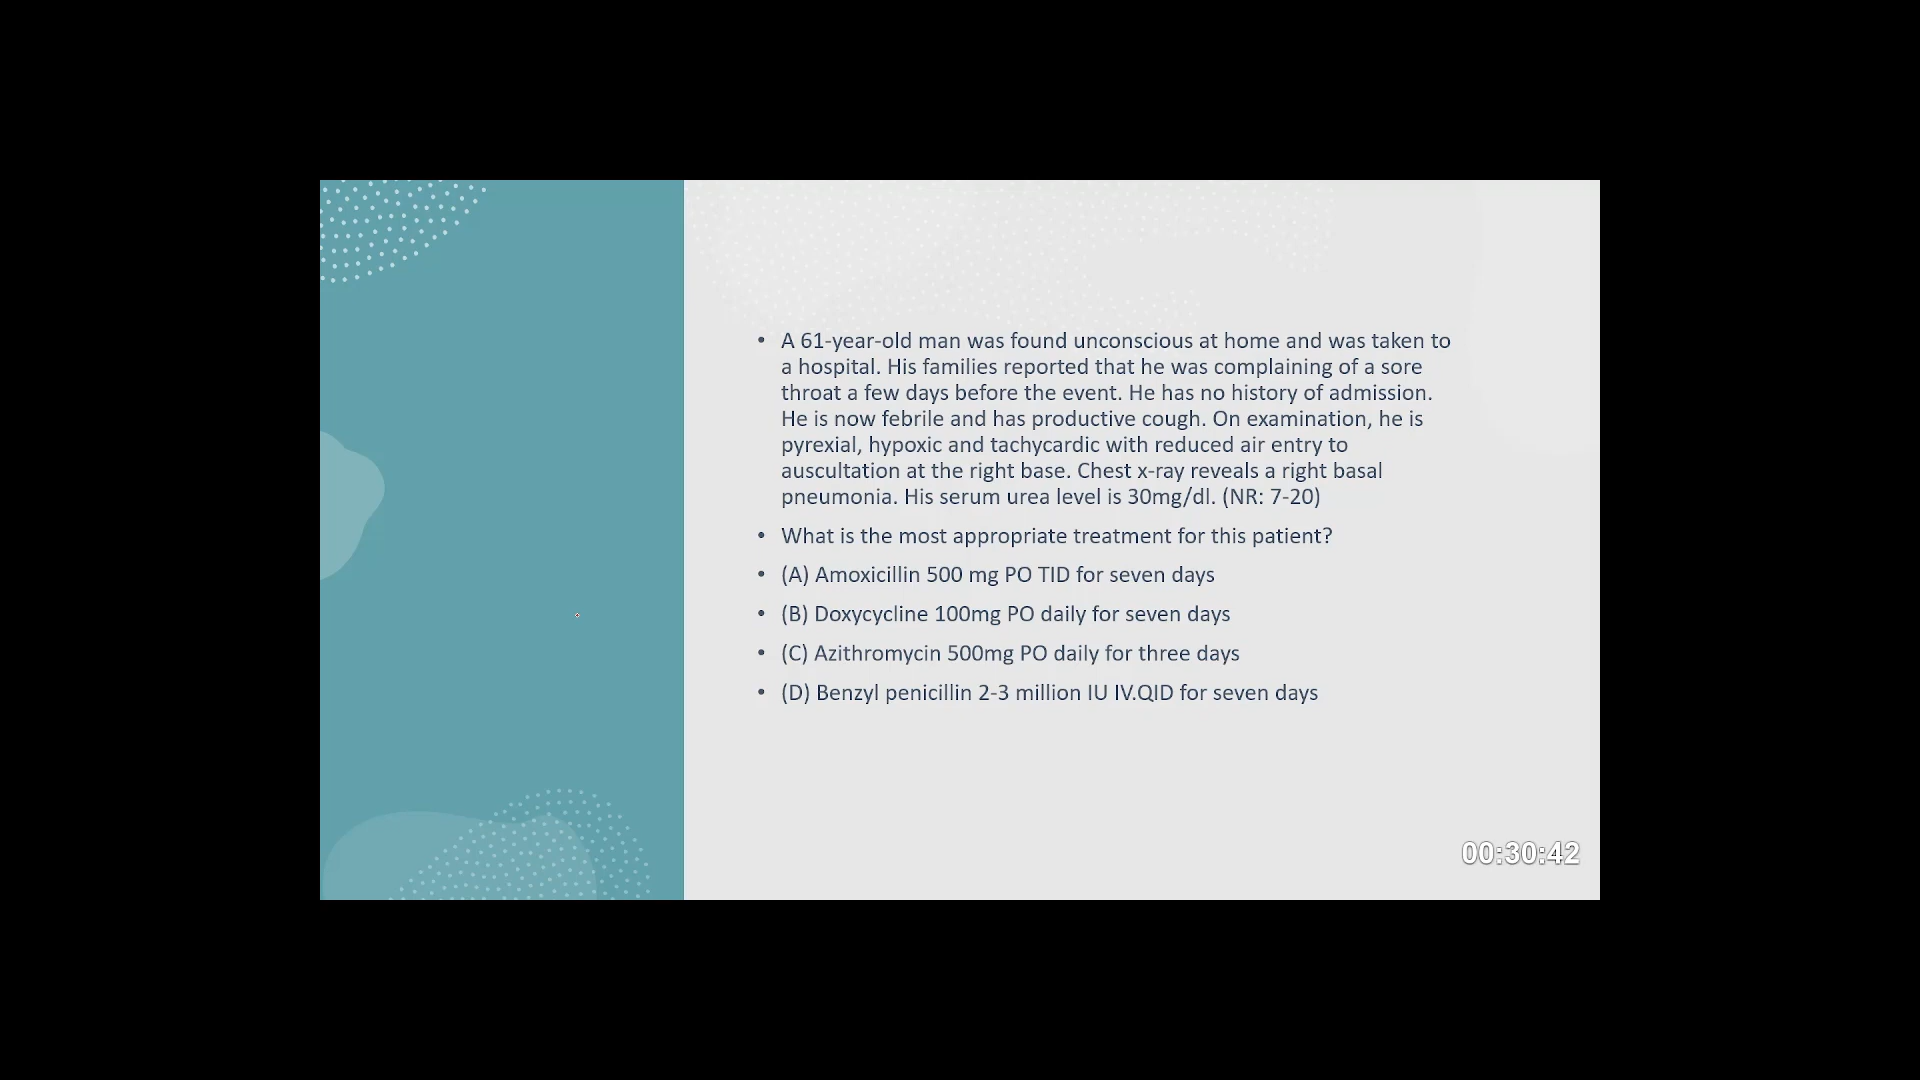 • A 61-year-old man was found unconscious at home and was taken to
a hospital. His families reported that he was complaining of a sore
throat a few days before the event. He has no history of admission.
He is now febrile and has productive cough. On examination, he is
pyrexial, hypoxic and tachycardic with reduced air entry to
auscultation at the right base. Chest x-ray reveals a right basal
pneumonia. His serum urea level is 30mg/dl. (NR: 7-20)
• What is the most appropriate treatment for this patient?
• (A) Amoxicillin 500 mg PO TID for seven days
• (B) Doxycycline 100mg PO daily for seven days
• (C) Azithromycin 500mg PO daily for three days
• (D) Benzyl penicillin 2-3 million IU IV.QID for seven days
00:30:42